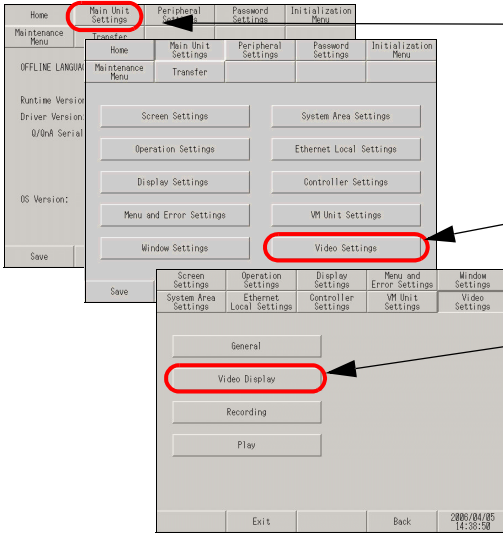 Home
Main Unit Settings
Peripheral Settings
Password Settings
Initialization Menu
Maintenance Menu
Transfer
OFFLINE
Runtime
Driver Version:
Q/QnA Serial
OS Version:
Save
Home
Main Unit Settings
Peripheral Settings
Password Settings
Initialization Menu
Maintenance Menu
Transfer
Screen Settings
System Area Settings
Operation Settings
Ethernet Local Settings
Display Settings
Controller Settings
Menu and Error Settings
VM Unit Settings
Window Settings
Video Settings
Save
Screen Settings
Operation Settings
Display Settings
Menu and Error Settings
Window Settings
System Area Settings
Ethernet Local Settings
Controller Settings
VM Unit Settings
Video Settings
General
Video Display
Recording
Play
Exit
Back
2006/04/05
14:38:50